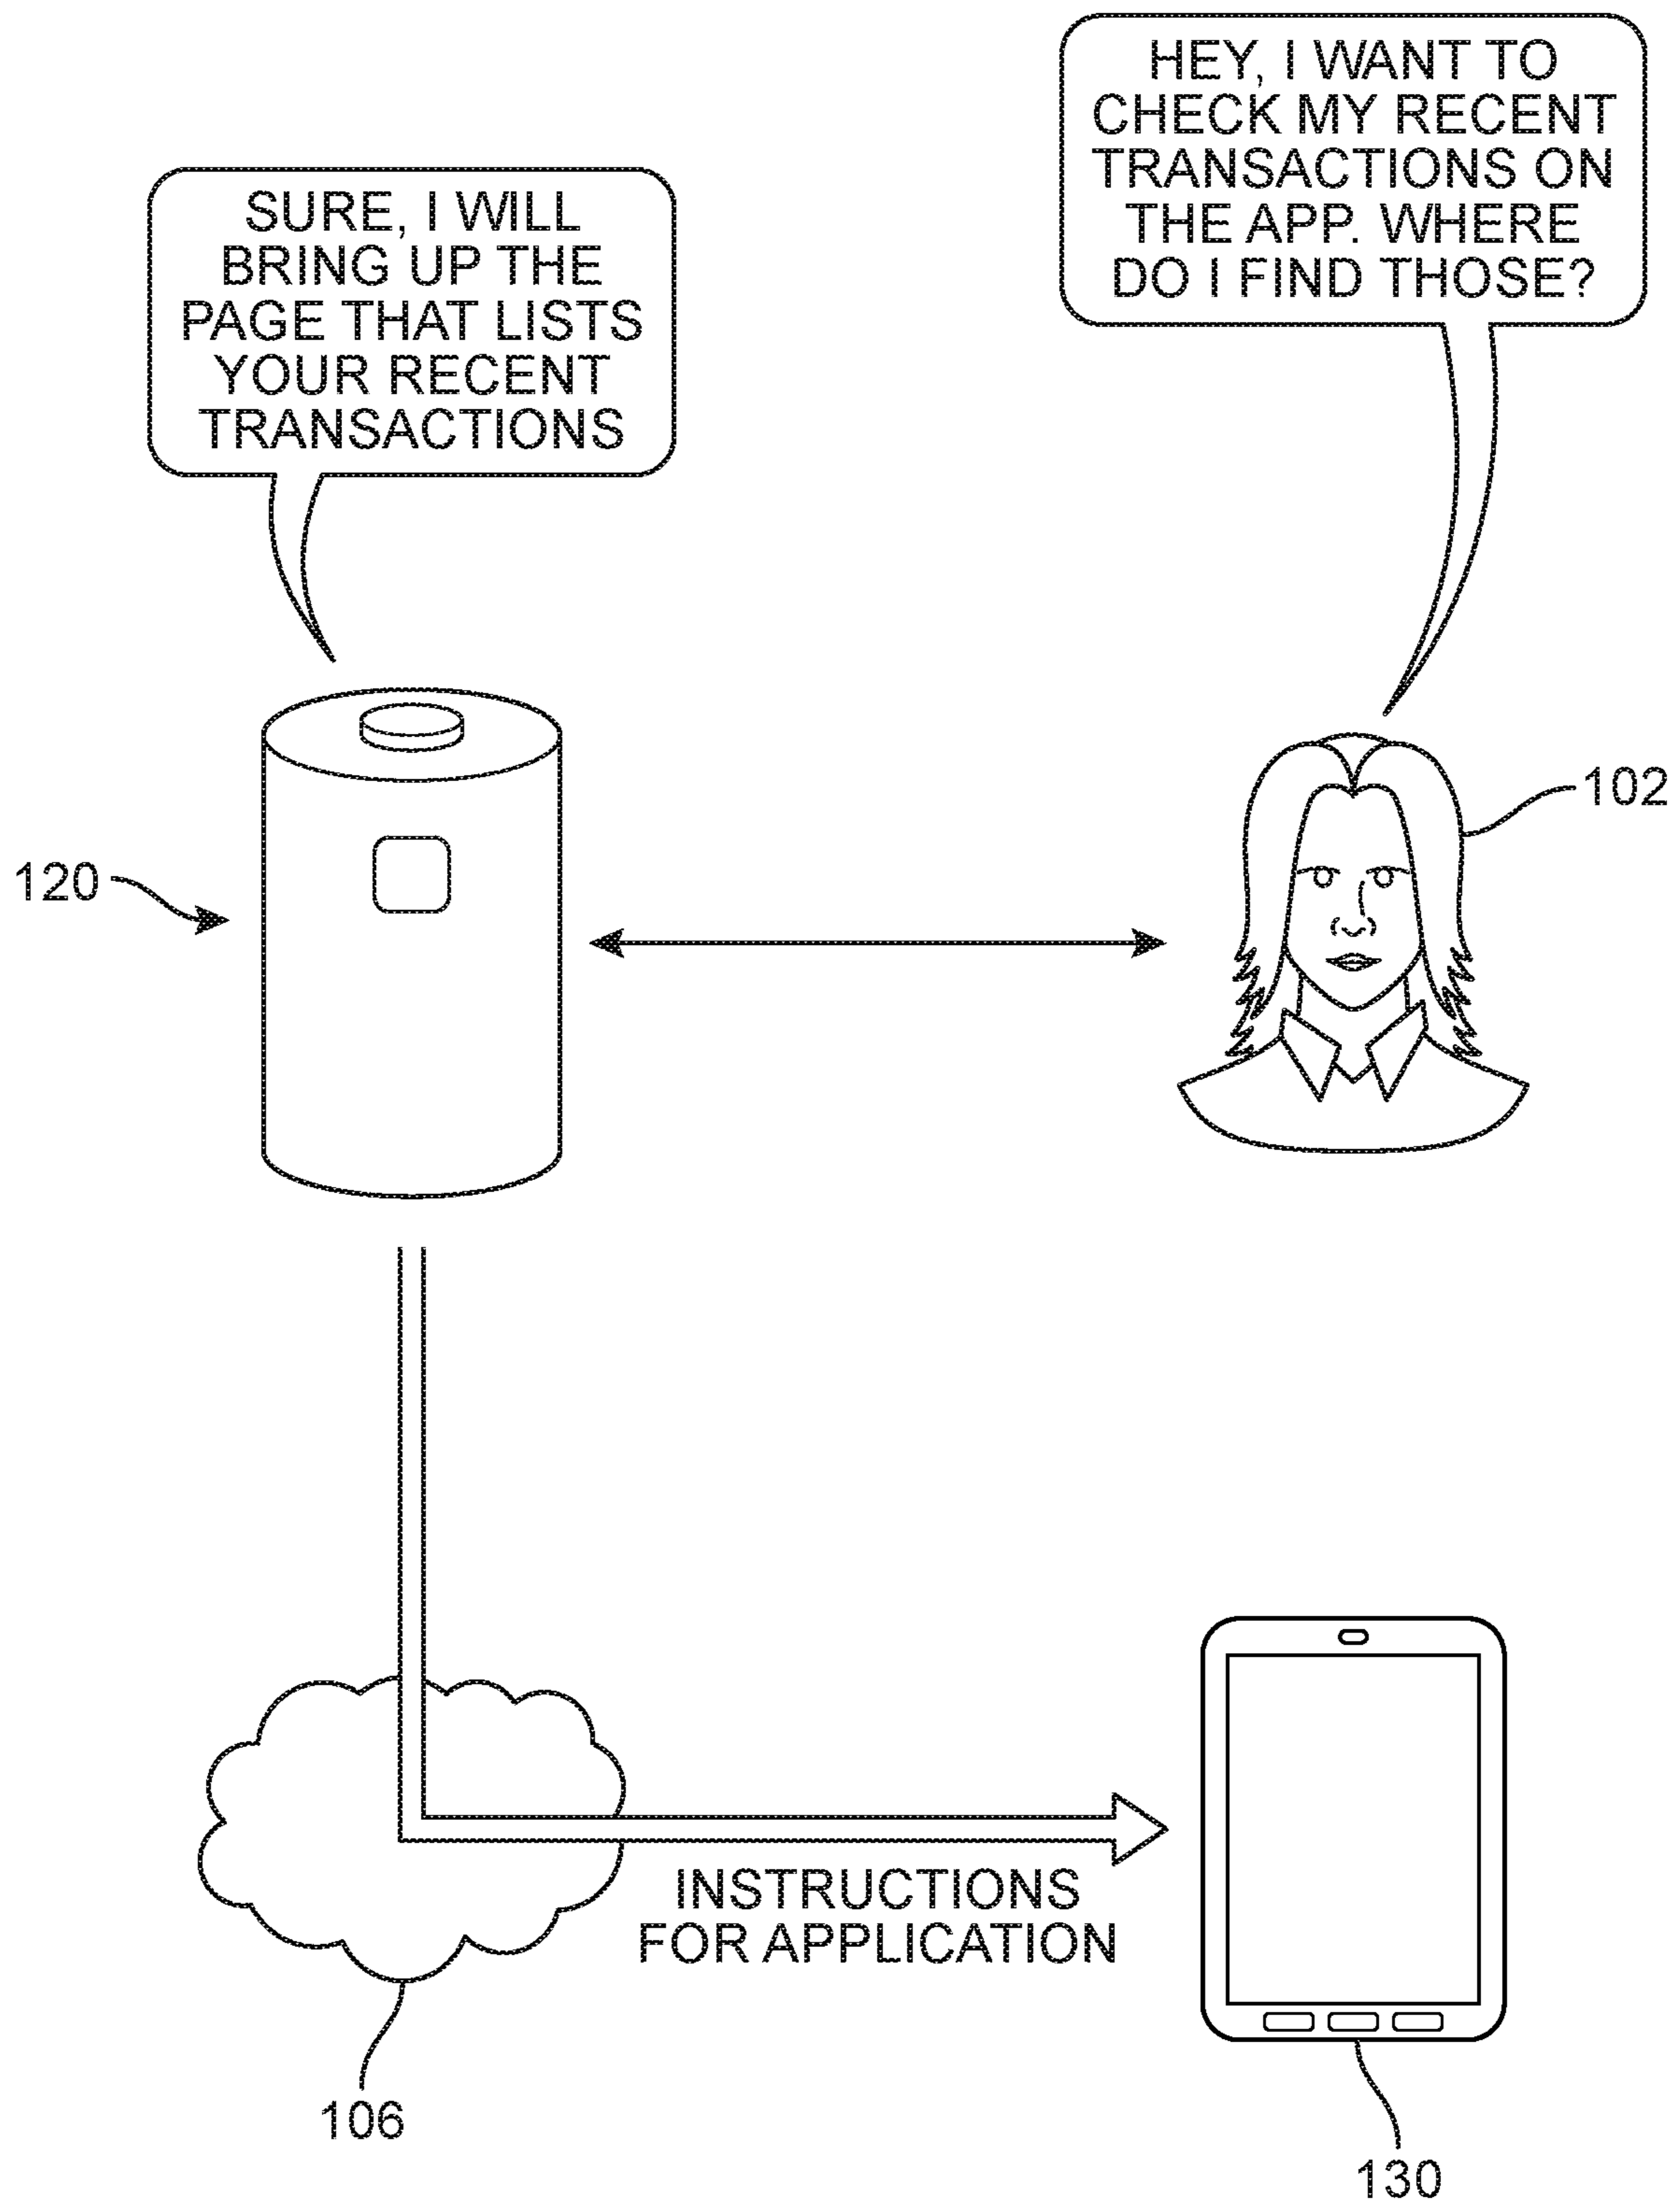 HEY, I WANT TO
CHECK MY RECENT
TRANSACTIONS ON
THE APP. WHERE
DO I FIND THOSE?
SURE, I WILL
BRING UP THE
PAGE THAT LISTS
YOUR RECENT
TRANSACTIONS
102
120
INSTRUCTIONS
FOR APPLICATION
106
130